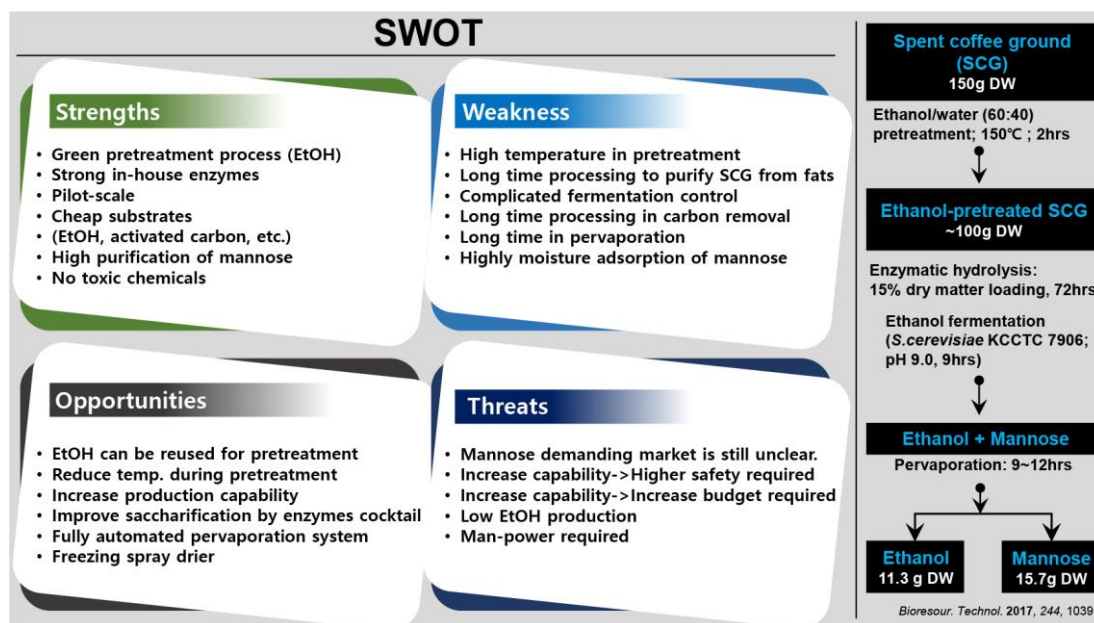 SWOT
Strengths
• Green pretreatment process (EtOH)
• Strong in-house enzymes
• Pilot-scale
• Cheap substrates
• (EtOH, activated carbon, etc.)
• High purification of mannose
• No toxic chemicals
Weakness
• High temperature in pretreatment
• Long time processing to purify SCG from fats
• Complicated fermentation control
• Long time processing in carbon removal
• Long time in pervaporation
• Highly moisture adsorption of mannose
Opportunities
• EtOH can be reused for pretreatment
• Reduce temp. during pretreatment
• Increase production capability
• Improve saccharification by enzymes cocktail
• Fully automated pervaporation system
• Freezing spray drier
Threats
• Mannose demanding market is still unclear.
• Increase capability->Higher safety required
• Increase capability->Increase budget required
• Low EtOH production
• Man-power required
Spent coffee ground
(SCG)
150g DW
Ethanol/water (60:40)
pretreatment; 150℃ ; 2hrs
Ethanol-pretreated SCG
~100g DW
Enzymatic hydrolysis:
15% dry matter loading, 72hrs
Ethanol fermentation
(S.cerevisiae KCCTC 7906;
pH 9.0, 9hrs)
Ethanol + Mannose
Pervaporation: 9~12hrs
Ethanol
11.3 g DW
Mannose
15.7g DW
Bioresour. Technol. 2017, 244, 1039